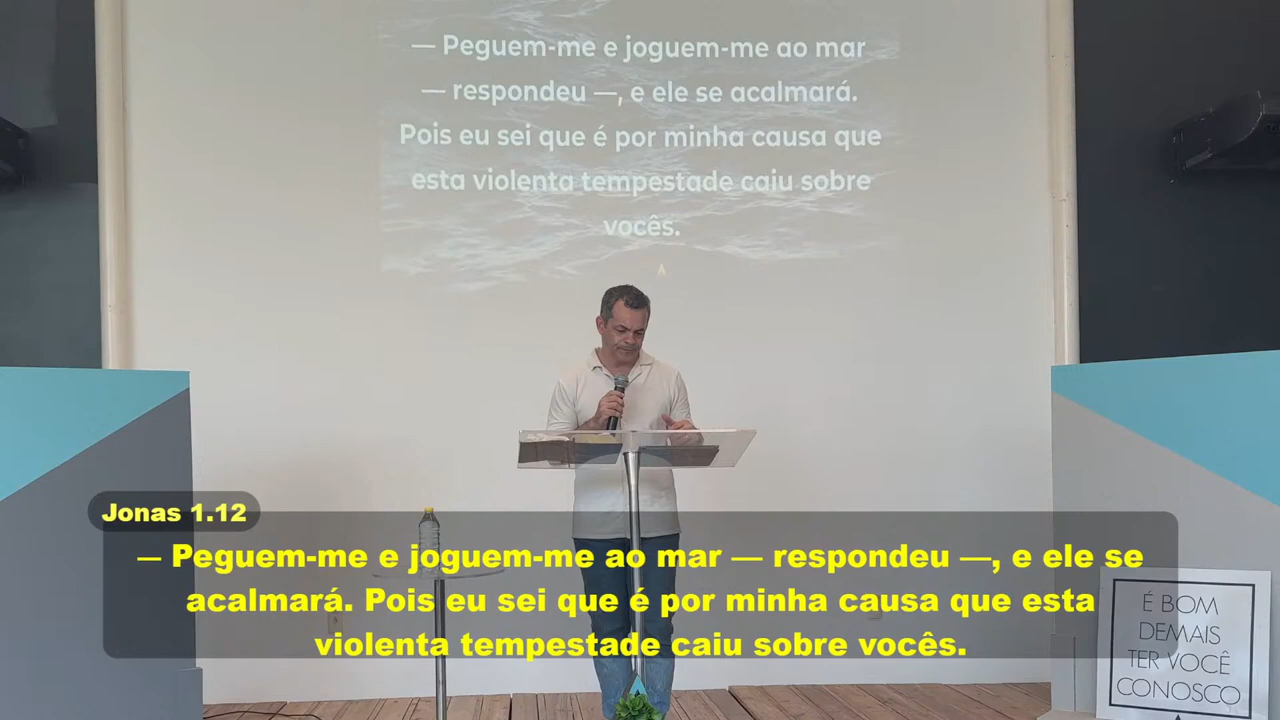 — Peguem-me e joguem-me ao mar
— respondeu —, e ele se acalmará.
Pois eu sei que é por minha causa que
esta violenta tempestade caiu sobre
vocês.
Jonas 1.12
— Peguem-me e joguem-me ao mar — respondeu —, e ele se
acalmará. Pois eu sei que é por minha causa que esta
violenta tempestade caiu sobre vocês.
É BOM
DEMAIS
TER VOCÊ
CONOSCO